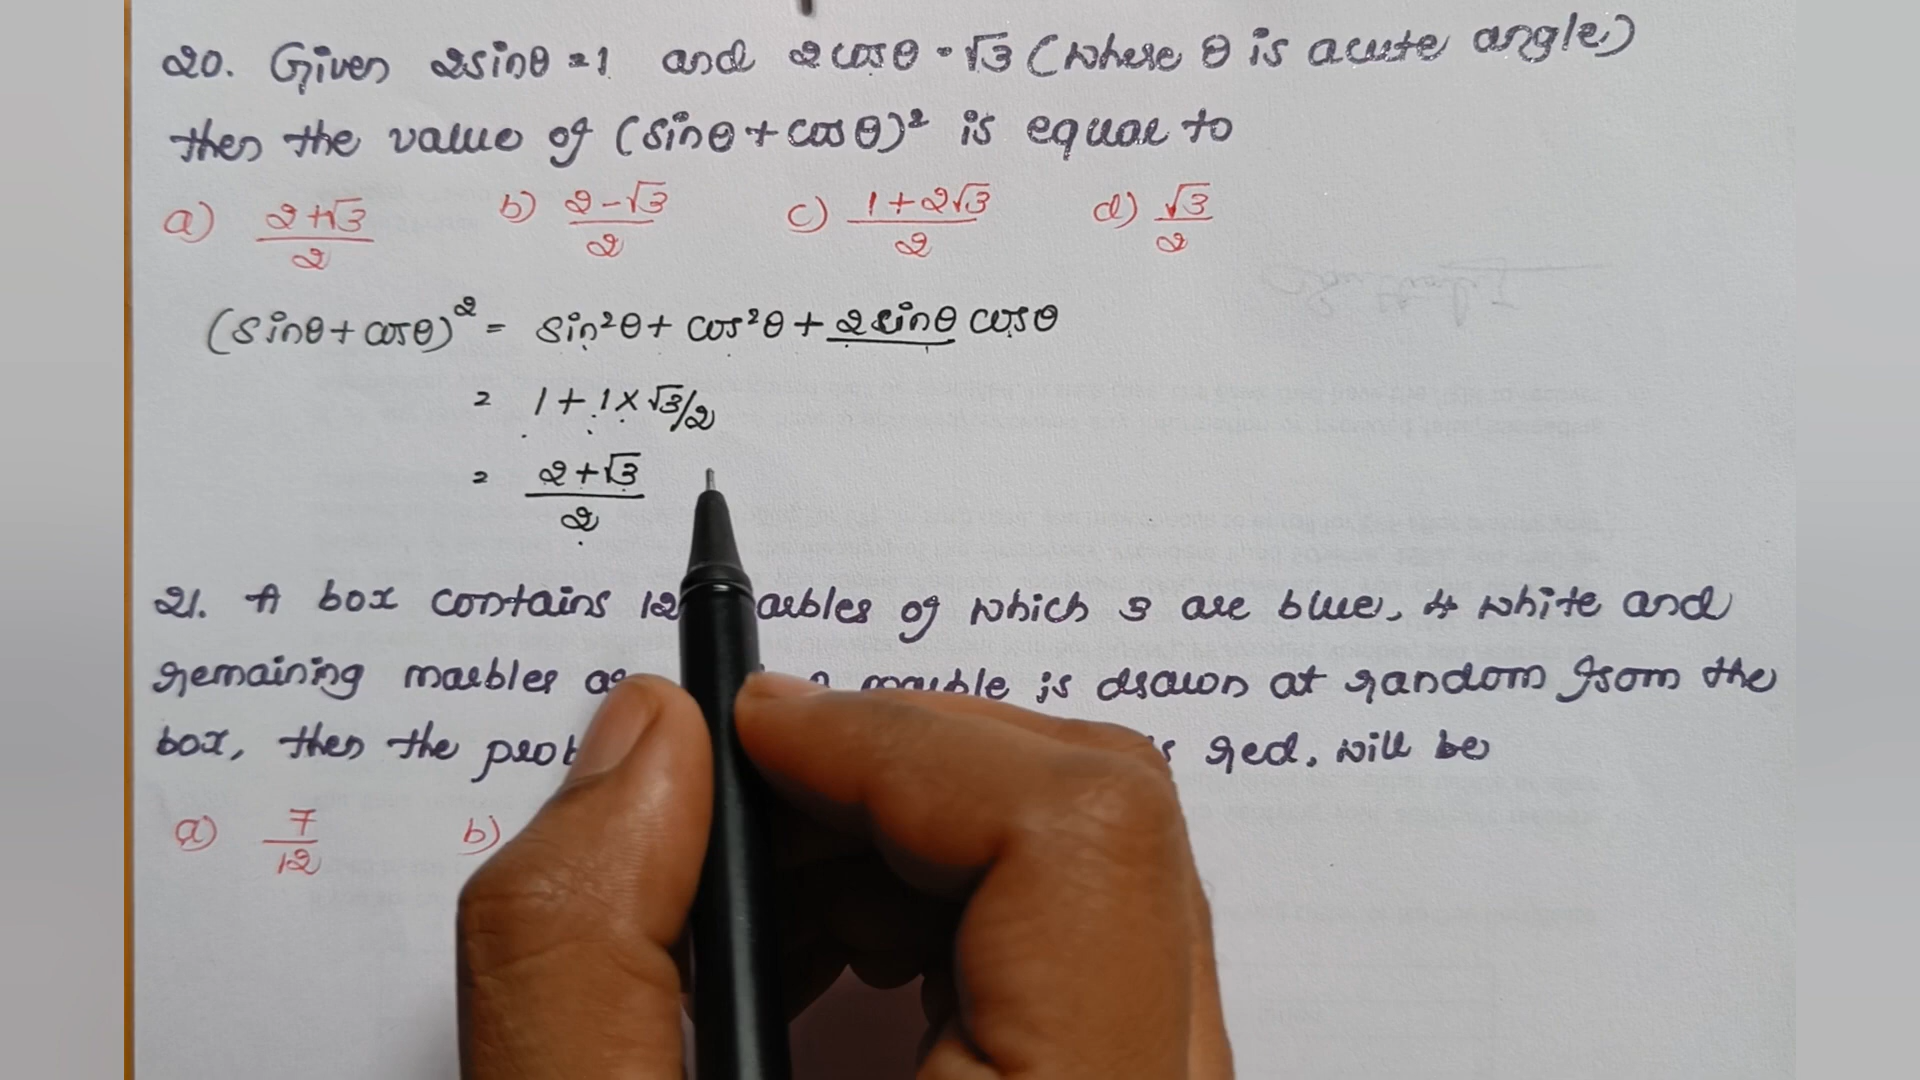 20. Given 2sinθ=1 and 2cosθ=√3 (where θ is acute angle)
then the value of (sinθ+cosθ)² is equal to
a) 2+√3/2 b) 2-√3/2 c) 1+2√3/2 d) √3/2
(sinθ+cosθ)² = sin²θ+ cos²θ+ 2sinθ cosθ
= 1 + 1×√3/2
= 2+√3/2
21. A box contains 12 marbles of which 3 are blue, 4 white and
remaining marbles marble is drawn at random from the
box, then the red, will be
a) 7/12 b)